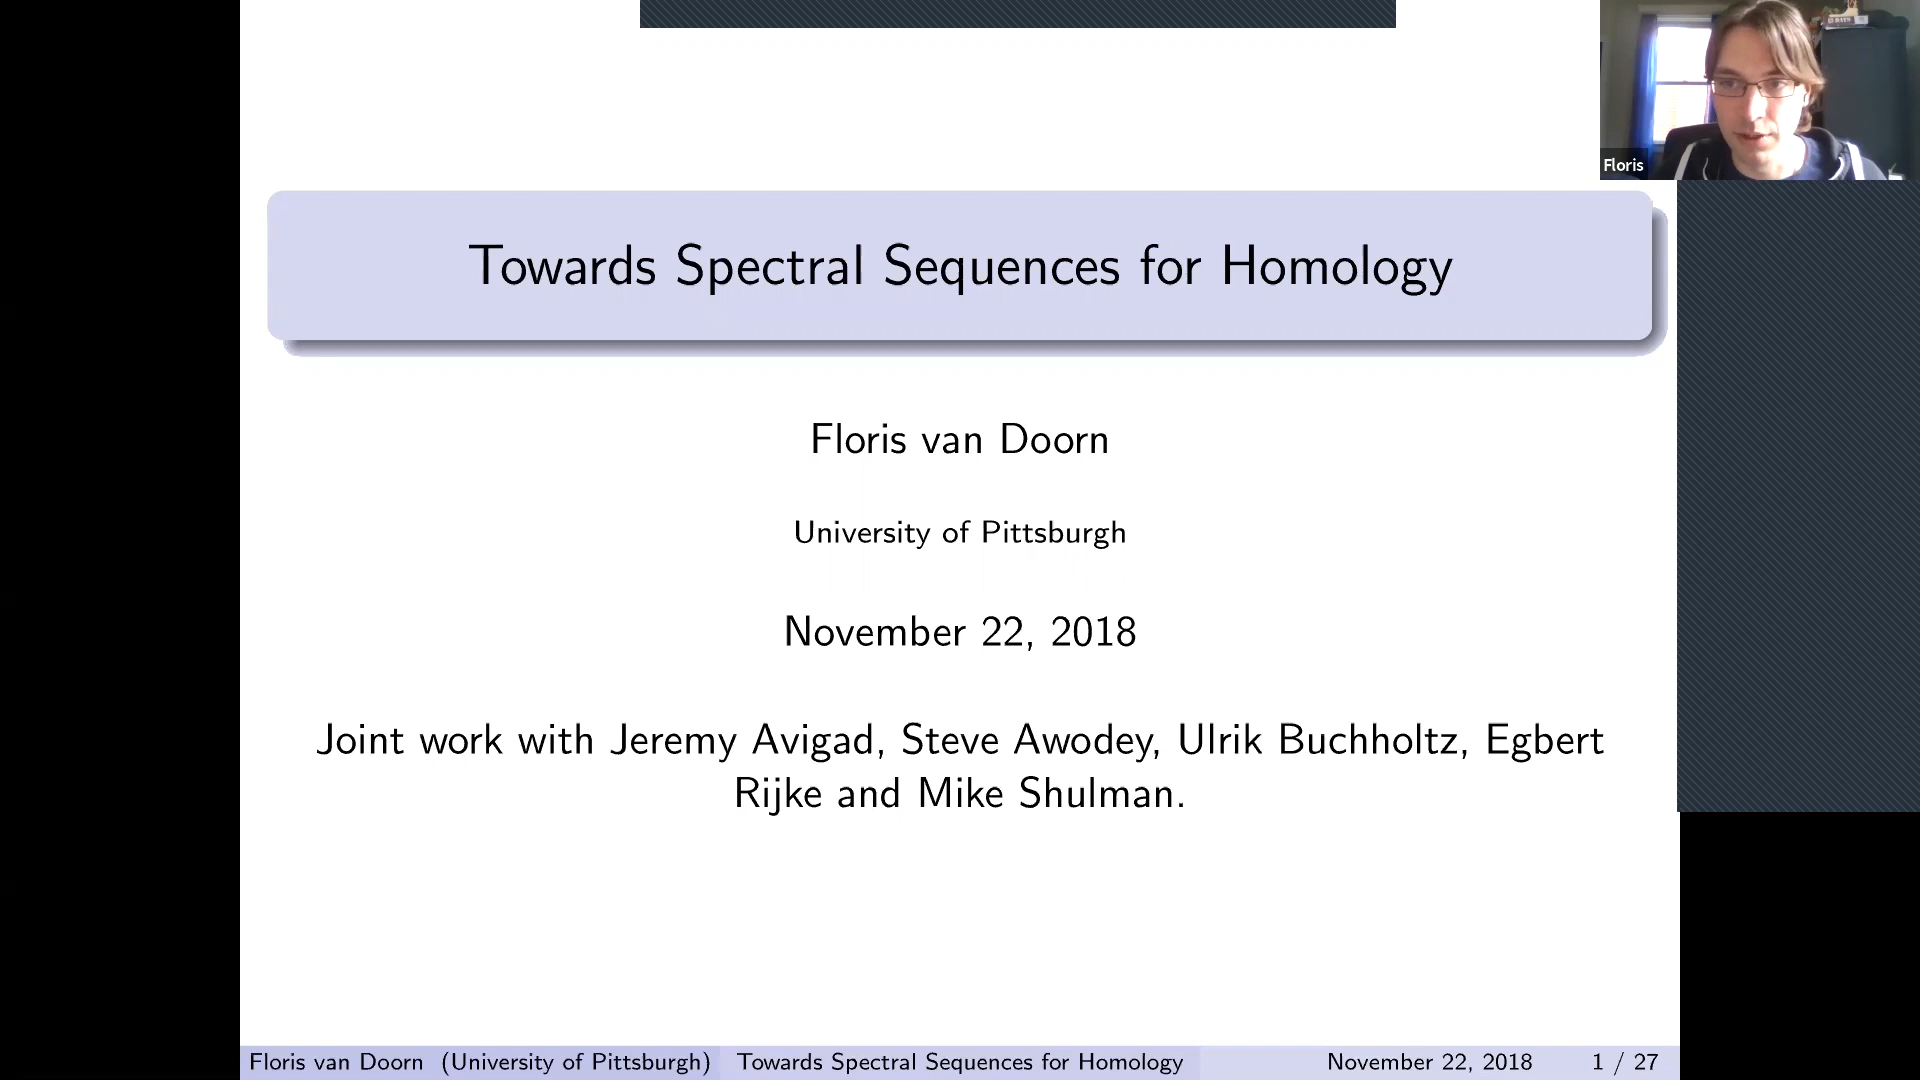 Floris
Towards Spectral Sequences for Homology
Floris van Doorn
University of Pittsburgh
November 22, 2018
Joint work with Jeremy Avigad, Steve Awodey, Ulrik Buchholtz, Egbert
Rijke and Mike Shulman.
Floris van Doorn (University of Pittsburgh) Towards Spectral Sequences for Homology November 22, 2018 1 / 27